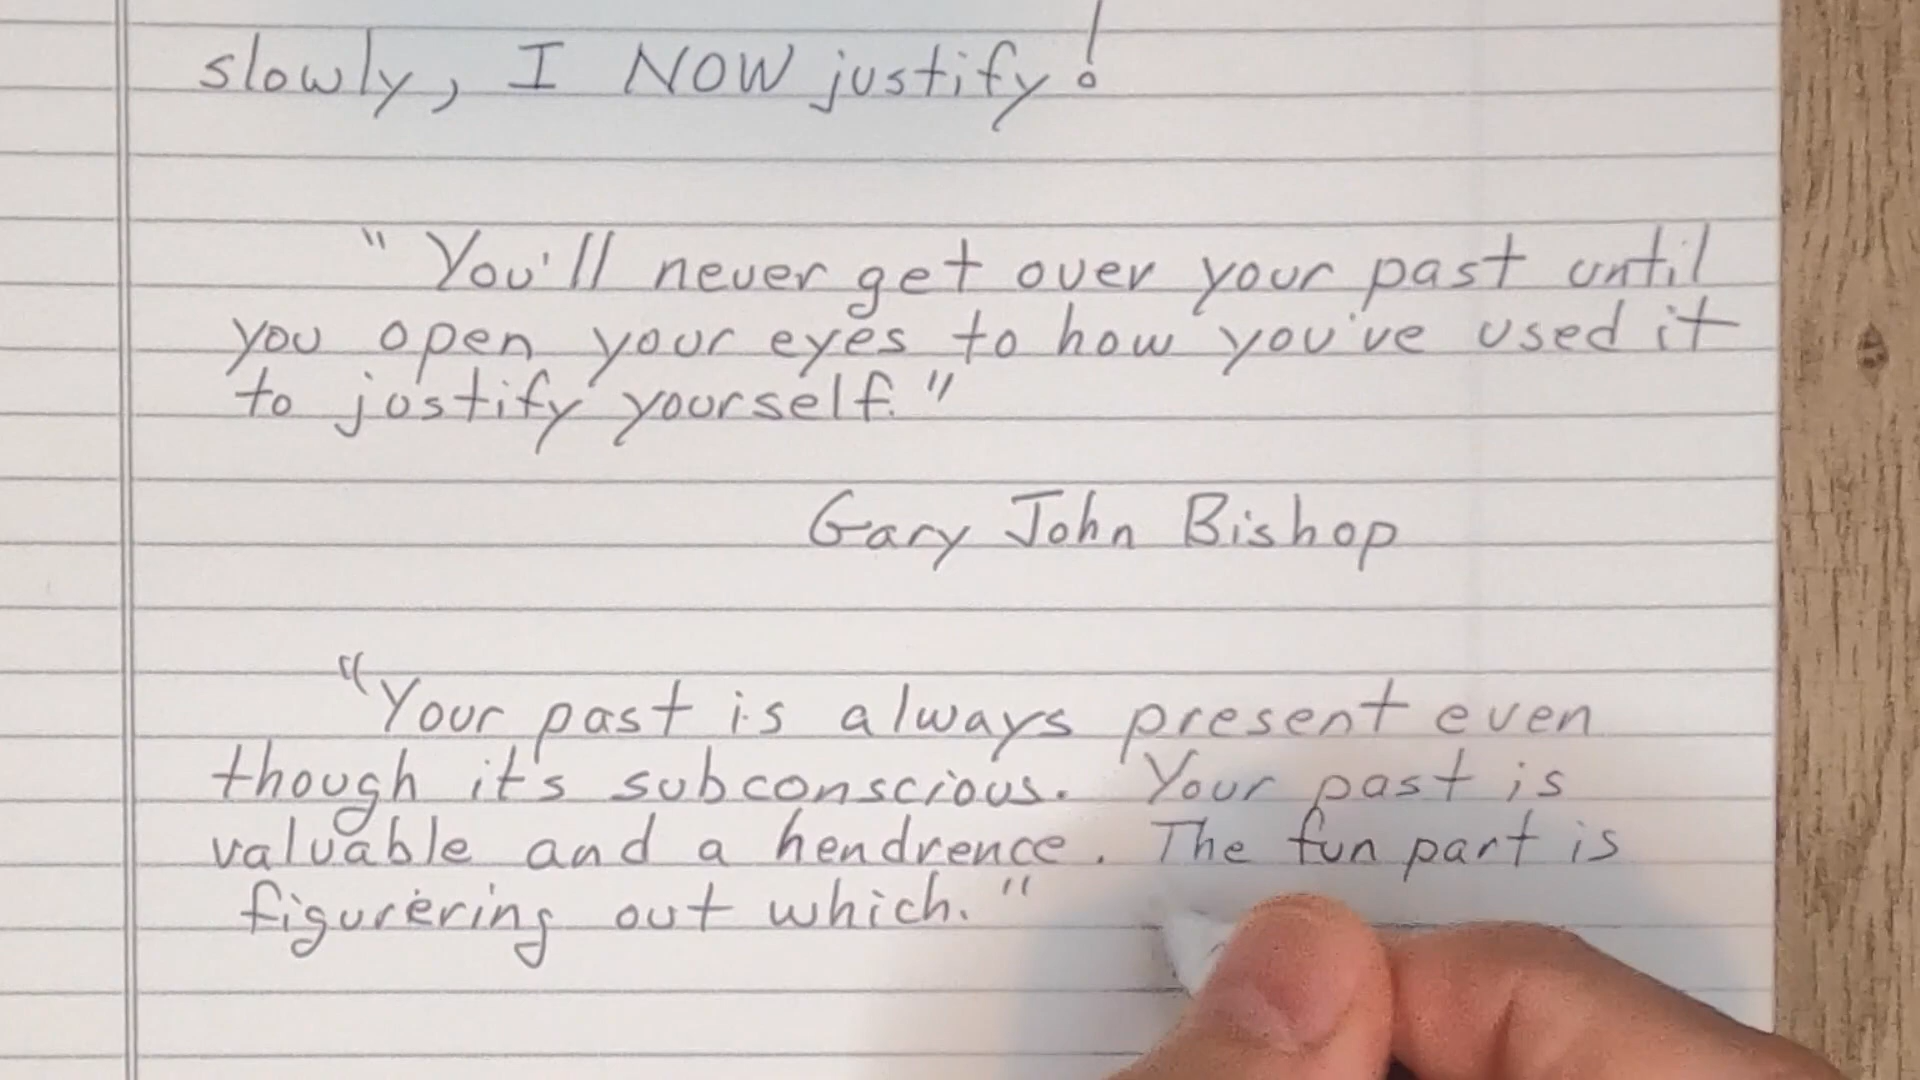 slowly, I NOW justify!
"You'll never get over your past until
you open your eyes to how you've used it
to justify yourself."
Gary John Bishop
"Your past is always present even
though it's subconscious. Your past is
valuable and a hendrence. The fun part is
figurering out which."